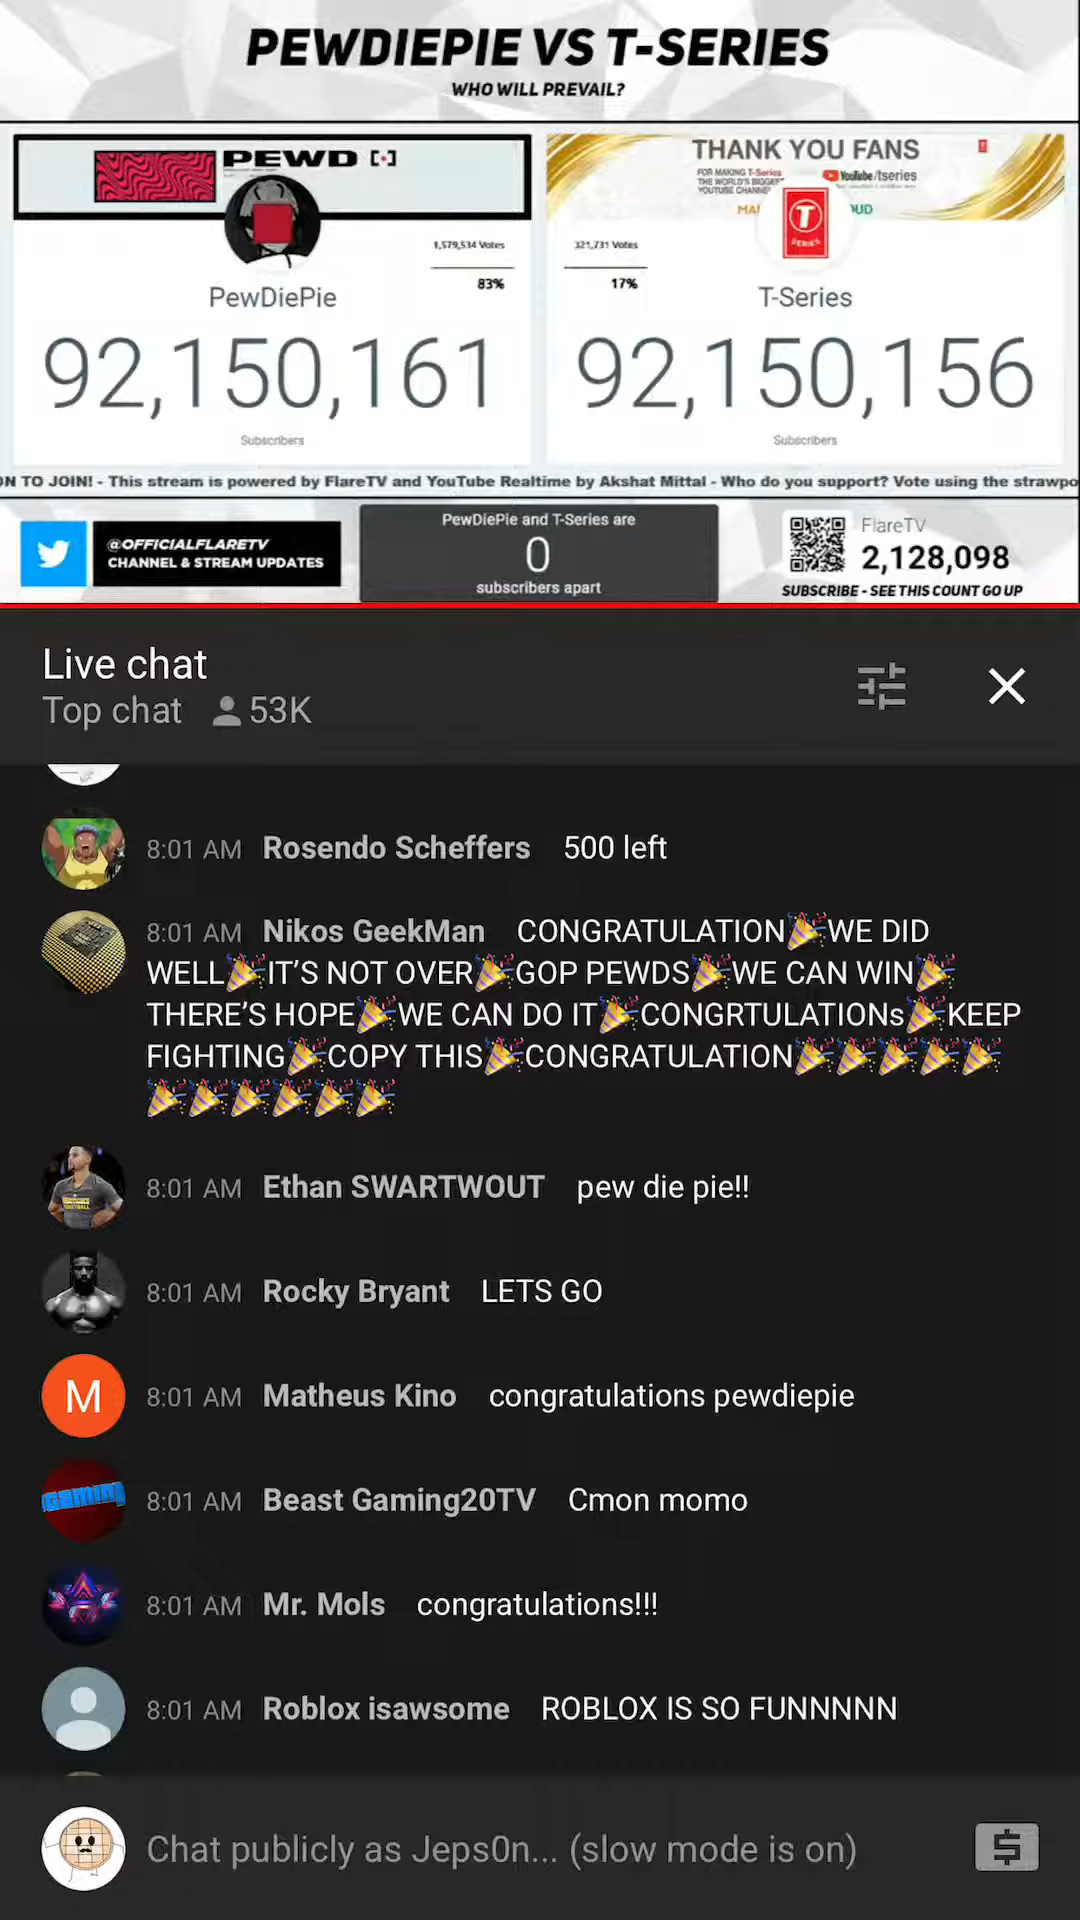 PEWDIEPIE VS T-SERIES
WHO WILL PREVAIL?
PEWD [•]
1,579,534 Votes
83%
PewDiePie
92,150,161
Subscribers
THANK YOU FANS
FOR MAKING T-Series
THE WORLD'S BIGGEST
YOUTUBE CHANNEL
YouTube/tseries
T
SERIES
321,731 Votes
17%
T-Series
92,150,156
Subscribers
ON TO JOIN! - This stream is powered by FlareTV and YouTube Realtime by Akshat Mittal - Who do you support? Vote using the strawpo
@OFFICIALFLARETV
CHANNEL & STREAM UPDATES
PewDiePie and T-Series are
0
subscribers apart
FlareTV
2,128,098
SUBSCRIBE - SEE THIS COUNT GO UP
Live chat
Top chat 53K
8:01 AM Rosendo Scheffers 500 left
8:01 AM Nikos GeekMan CONGRATULATION🎉WE DID
WELL🎉IT’S NOT OVER🎉GOP PEWDS🎉WE CAN WIN🎉
THERE’S HOPE🎉WE CAN DO IT🎉CONGRTULATIONs🎉KEEP
FIGHTING🎉COPY THIS🎉CONGRATULATION🎉🎉🎉🎉🎉
🎉🎉🎉🎉🎉🎉
8:01 AM Ethan SWARTWOUT pew die pie!!
8:01 AM Rocky Bryant LETS GO
M 8:01 AM Matheus Kino congratulations pewdiepie
GAMING 8:01 AM Beast Gaming20TV Cmon momo
8:01 AM Mr. Mols congratulations!!!
8:01 AM Roblox isawsome ROBLOX IS SO FUNNNNN
Chat publicly as Jeps0n... (slow mode is on)